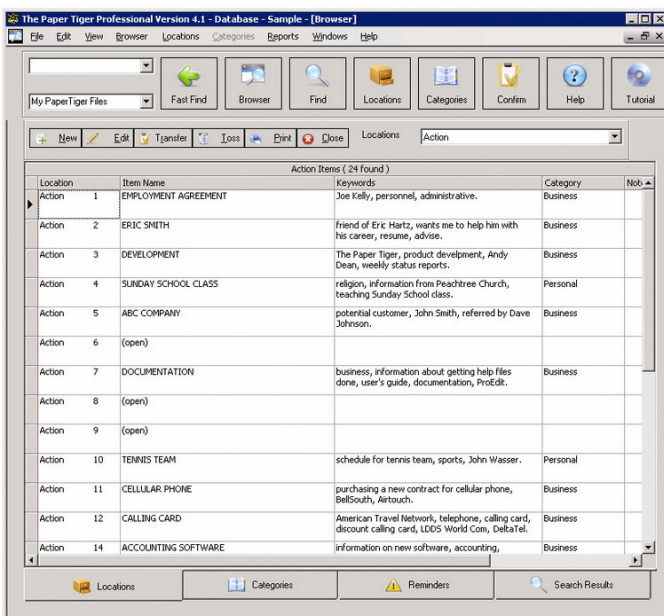 The Paper Tiger Professional Version 4.1 - Database - Sample - [Browser]
File Edit View Browser Locations Categories Reports Windows Help
My PaperTiger Files
Fast Find Browser Find Locations Categories Confirm Help Tutorial
New Edit Transfer Toss Print Close Locations Action
Action Items ( 24 found )
Location Item Name Keywords Category Note
Action 1 EMPLOYMENT AGREEMENT Joe Kelly, personnel, administrative. Business
Action 2 ERIC SMITH friend of Eric Hartz, wants me to help him with Business
his career, resume, advise.
Action 3 DEVELOPMENT The Paper Tiger, product develpment, Andy Business
Dean, weekly status reports.
Action 4 SUNDAY SCHOOL CLASS religion, information from Peachtree Church, Personal
teaching Sunday School class.
Action 5 ABC COMPANY potential customer, John Smith, referred by Dave Business
Johnson.
Action 6 (open)
Action 7 DOCUMENTATION business, information about getting help files Business
done, user's guide, documentation, ProEdit.
Action 8 (open)
Action 9 (open)
Action 10 TENNIS TEAM schedule for tennis team, sports, John Wasser. Personal
Action 11 CELLULAR PHONE purchasing a new contract for cellular phone, Business
BellSouth, Airtouch.
Action 12 CALLING CARD American Travel Network, telephone, calling card, Business
discount calling card, LDDS World Com, DeltaTel.
Action 14 ACCOUNTING SOFTWARE information on new software, accounting, Business
Locations Categories Reminders Search Results